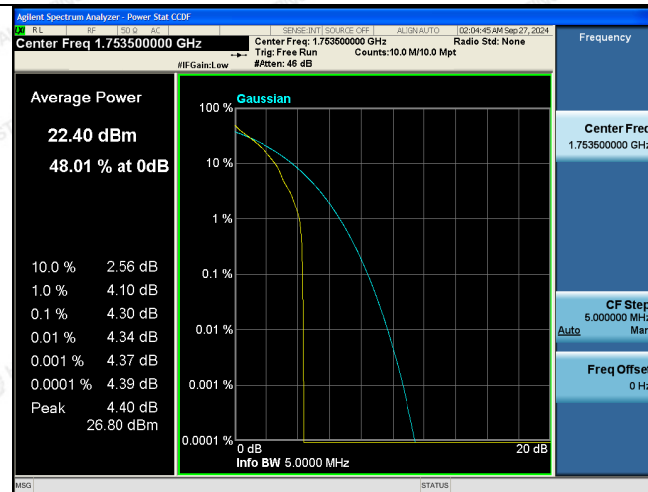 Agilent Spectrum Analyzer - Power Stat CCDF
LXI RL RF 50 Ω AC SENSE:INT SOURCE OFF ALIGN AUTO 02:04:45 AM Sep 27, 2024
Center Freq 1.753500000 GHz
Center Freq: 1.753500000 GHz Radio Std: None
Trig: Free Run Counts:10.0 M/10.0 Mpt
#IFGain:Low #Atten: 46 dB
Frequency
Average Power
22.40 dBm
48.01 % at 0dB
10.0 % 2.56 dB
1.0 % 4.10 dB
0.1 % 4.30 dB
0.01 % 4.34 dB
0.001 % 4.37 dB
0.0001 % 4.39 dB
Peak 4.40 dB
26.80 dBm
Gaussian
100 %
10 %
1 %
0.1 %
0.01 %
0.001 %
0.0001 %
0 dB 20 dB
Info BW 5.0000 MHz
Center Freq
1.753500000 GHz
CF Step
5.000000 MHz
Auto Man
Freq Offset
0 Hz
MSG STATUS